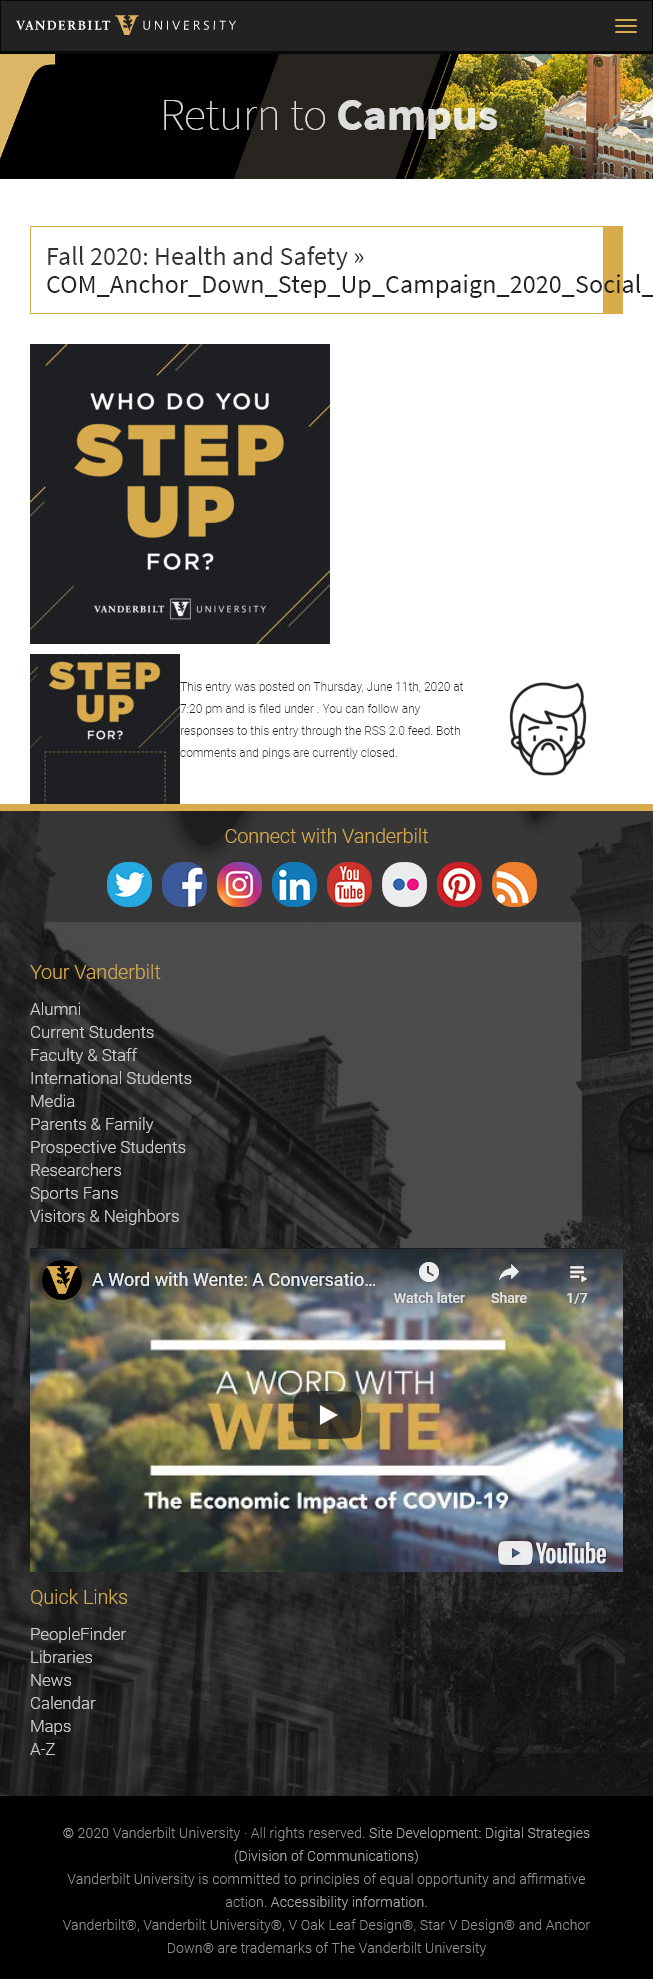 VANDERBILT V UNIVERSITY
Return to Campus
Fall 2020: Health and Safety »
COM_Anchor_Down_Step_Up_Campaign_2020_Social_
WHO DO YOU
STEP
UP
FOR?
VANDERBILT V UNIVERSITY
STEP
UP
FOR?
This entry was posted on Thursday, June 11th, 2020 at
7:20 pm and is filed under . You can follow any
responses to this entry through the RSS 2.0 feed. Both
comments and pings are currently closed.
Connect with Vanderbilt
You
Tube
Your Vanderbilt
Alumni
Current Students
Faculty & Staff
International Students
Media
Parents & Family
Prospective Students
Researchers
Sports Fans
Visitors & Neighbors
A Word with Wente: A Conversatio...
Watch later
Share
1/7
A WORD WITH
WENTE
The Economic Impact of COVID-19
YouTube
Quick Links
PeopleFinder
Libraries
News
Calendar
Maps
A-Z
© 2020 Vanderbilt University · All rights reserved. Site Development: Digital Strategies
(Division of Communications)
Vanderbilt University is committed to principles of equal opportunity and affirmative
action. Accessibility information.
Vanderbilt®, Vanderbilt University®, V Oak Leaf Design®, Star V Design® and Anchor
Down® are trademarks of The Vanderbilt University